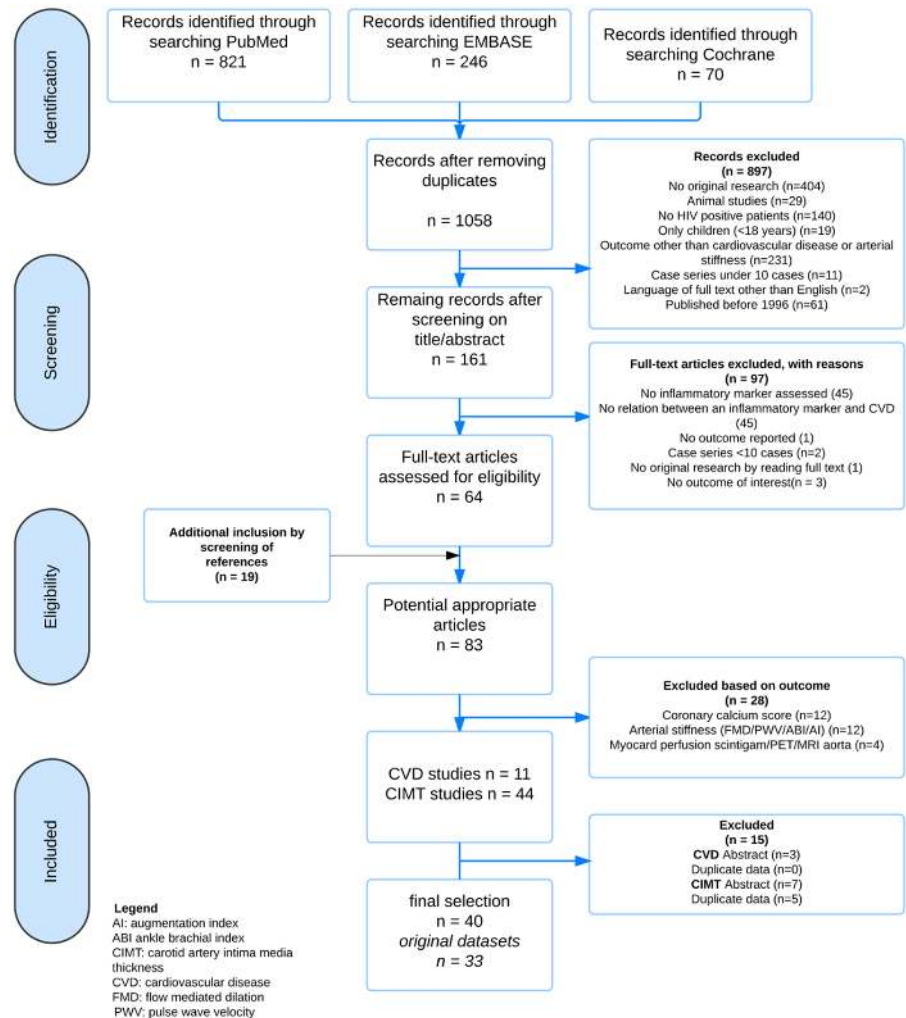 Identification
Records identified through
searching PubMed
n = 821
Records identified through
searching EMBASE
n = 246
Records identified through
searching Cochrane
n = 70
Records after removing
duplicates
n = 1058
Records excluded
(n = 897)
No original research (n=404)
Animal studies (n=29)
No HIV positive patients (n=140)
Only children (<18 years) (n=19)
Outcome other than cardiovascular disease or arterial
stiffness (n=231)
Case series under 10 cases (n=11)
Language of full text other than English (n=2)
Published before 1996 (n=61)
Screening
Remaing records after
screening on
title/abstract
n = 161
Full-text articles excluded, with reasons
(n = 97)
No inflammatory marker assessed (45)
No relation between an inflammatory marker and CVD
(45)
No outcome reported (1)
Case series <10 cases (n=2)
No original research by reading full text (1)
No outcome of interest(n = 3)
Full-text articles
assessed for eligibility
n = 64
Eligibility
Additional inclusion by
screening of
references
(n = 19)
Potential appropriate
articles
n = 83
Excluded based on outcome
(n = 28)
Coronary calcium score (n=12)
Arterial stiffness (FMD/PWV/ABI/AI) (n=12)
Myocard perfusion scintigam/PET/MRI aorta (n=4)
Included
CVD studies n = 11
CIMT studies n = 44
Excluded
(n = 15)
CVD Abstract (n=3)
Duplicate data (n=0)
CIMT Abstract (n=7)
Duplicate data (n=5)
final selection
n = 40
original datasets
n = 33
Legend
AI: augmentation index
ABI ankle brachial index
CIMT: carotid artery intima media
thickness
CVD: cardiovascular disease
FMD: flow mediated dilation
PWV: pulse wave velocity